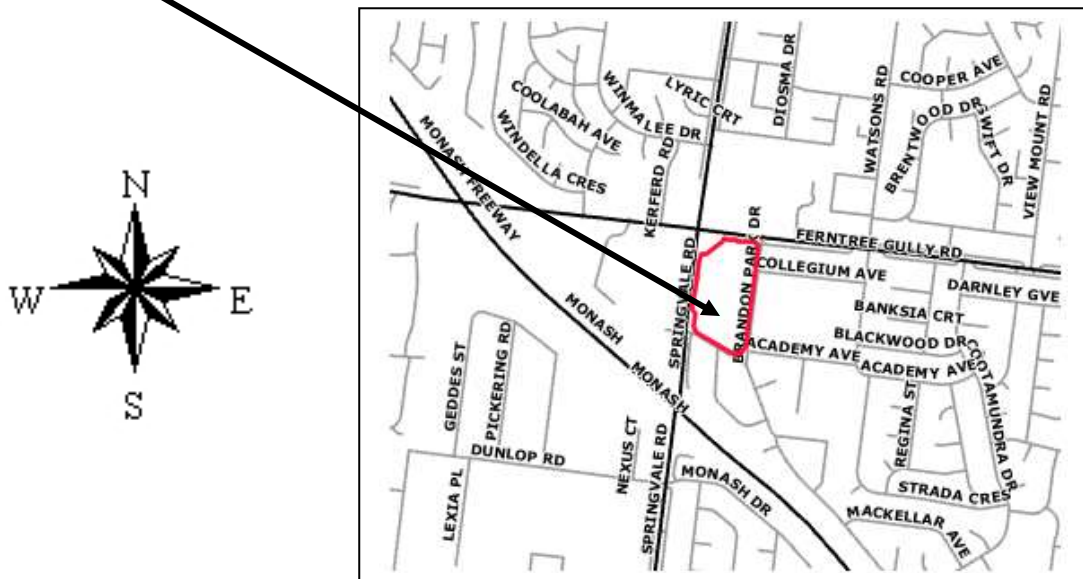 N
W
E
S
COOPER AVE
DIOSMA DR
LYRIC CRT
WATSONS RD
WINMALEE DR
COOLABAH AVE
BRENTWOOD DR
SWIFT DR
VIEW MOUNT RD
WINDELLA CRES
MONASH FREEWAY
KERFERD RD
FERNTREE GULLY RD
SPRINGVALE RD
BRANDON PARK DR
COLLEGIUM AVE
DARNLEY GVE
BANKSIA CRT
MONASH
BLACKWOOD DR
ACADEMY AVE
ACADEMY AVE
COOTAMUNDRA DR
GEDDES ST
PICKERING RD
MONASH
REGINA ST
NEXUS CT
DUNLOP RD
SPRINGVALE RD
MONASH DR
LEXIA PL
STRADA CRES
MACKELLAR AVE